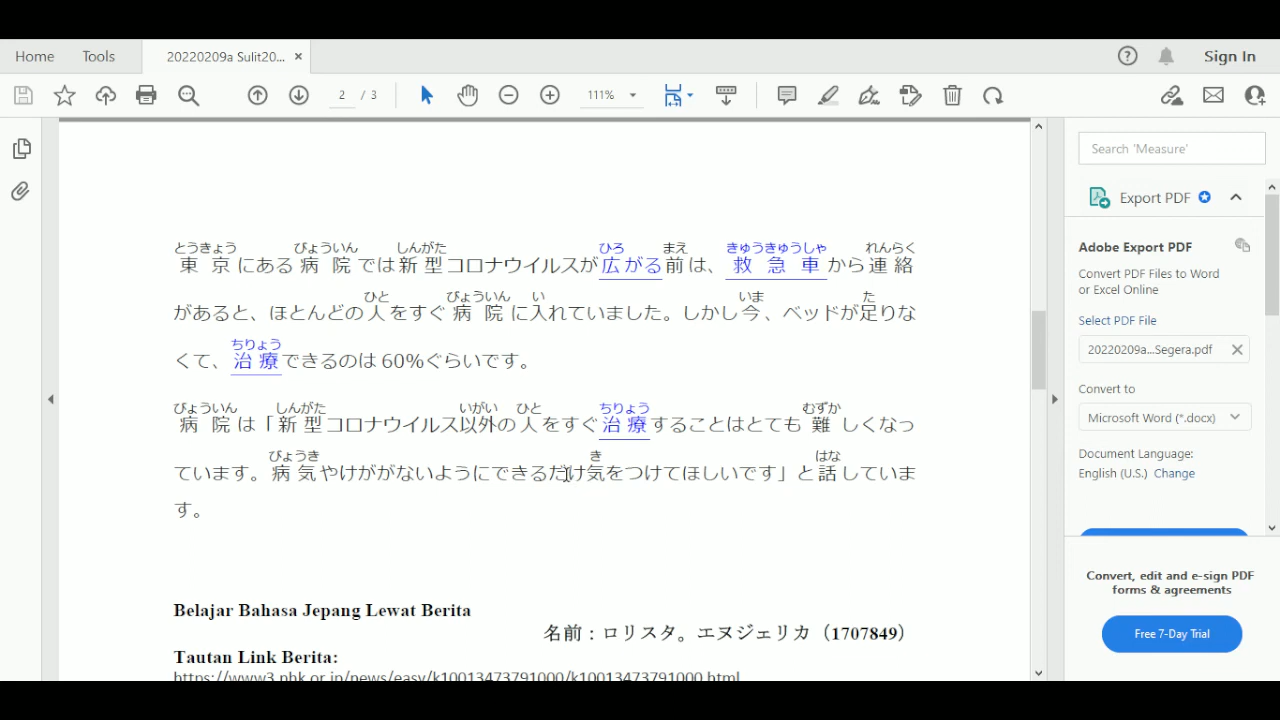 Home Tools 20220209a Sulit20... × Sign In
2 / 3 111%
Search 'Measure'
Export PDF
Adobe Export PDF
Convert PDF Files to Word
or Excel Online
Select PDF File
20220209a...Segera.pdf
Convert to
Microsoft Word (*.docx)
Document Language:
English (U.S.) Change
Convert, edit and e-sign PDF
forms & agreements
Free 7-Day Trial
とうきょう びょういん しんがた ひろ まえ きゅうきゅうしゃ れんらく
東京にある病院では新型コロナウイルスが広がる前は、救急車から連絡
ひと びょういん い いま た
があると、ほとんどの人をすぐ病院に入れていました。しかし今、ベッドが足りな
ちりょう
くて、治療できるのは60%ぐらいです。
びょういん しんがた いがい ひと ちりょう むずか
病院は「新型コロナウイルス以外の人をすぐ治療することはとても難しくなっ
びょうき き はな
ています。病気やけががないようにできるだけ気をつけてほしいです」と話していま
す。
Belajar Bahasa Jepang Lewat Berita
名前：ロリスタ。エヌジェリカ（1707849）
Tautan Link Berita:
https://www3.nhk.or.jp/news/easy/k10013473791000/k10013473791000.html